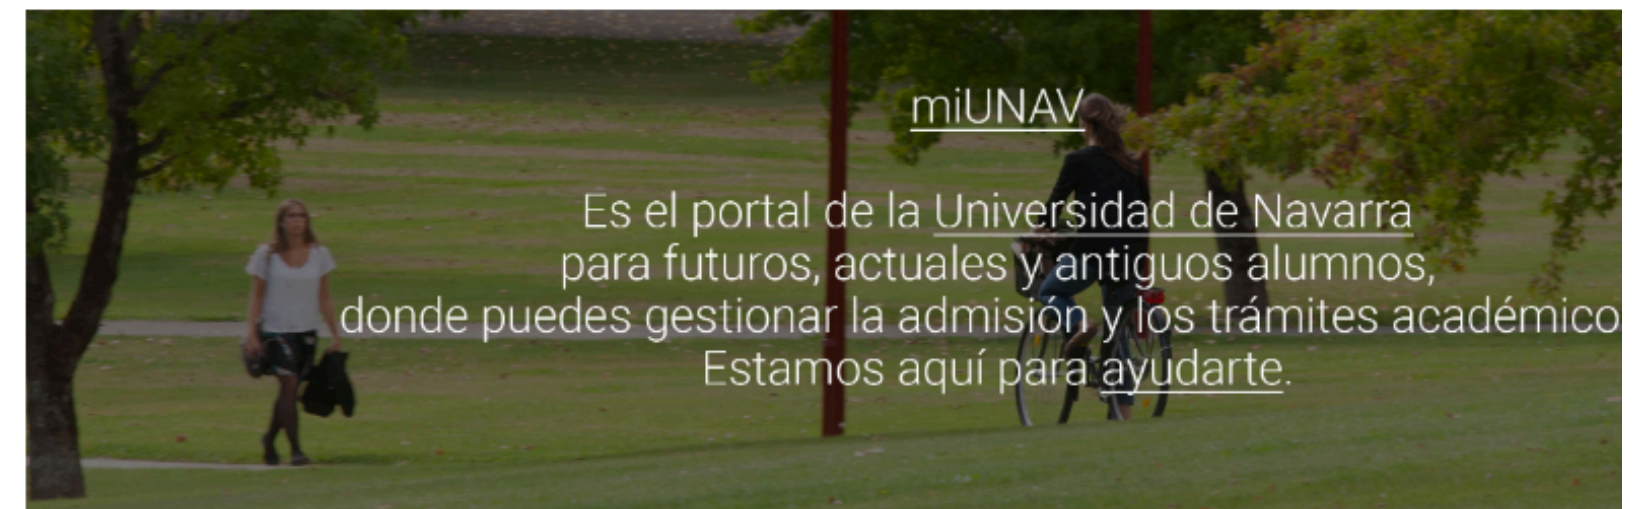 miUNAV
Es el portal de la Universidad de Navarra
para futuros, actuales y antiguos alumnos,
donde puedes gestionar la admisión y los trámites académico
Estamos aquí para ayudarte.